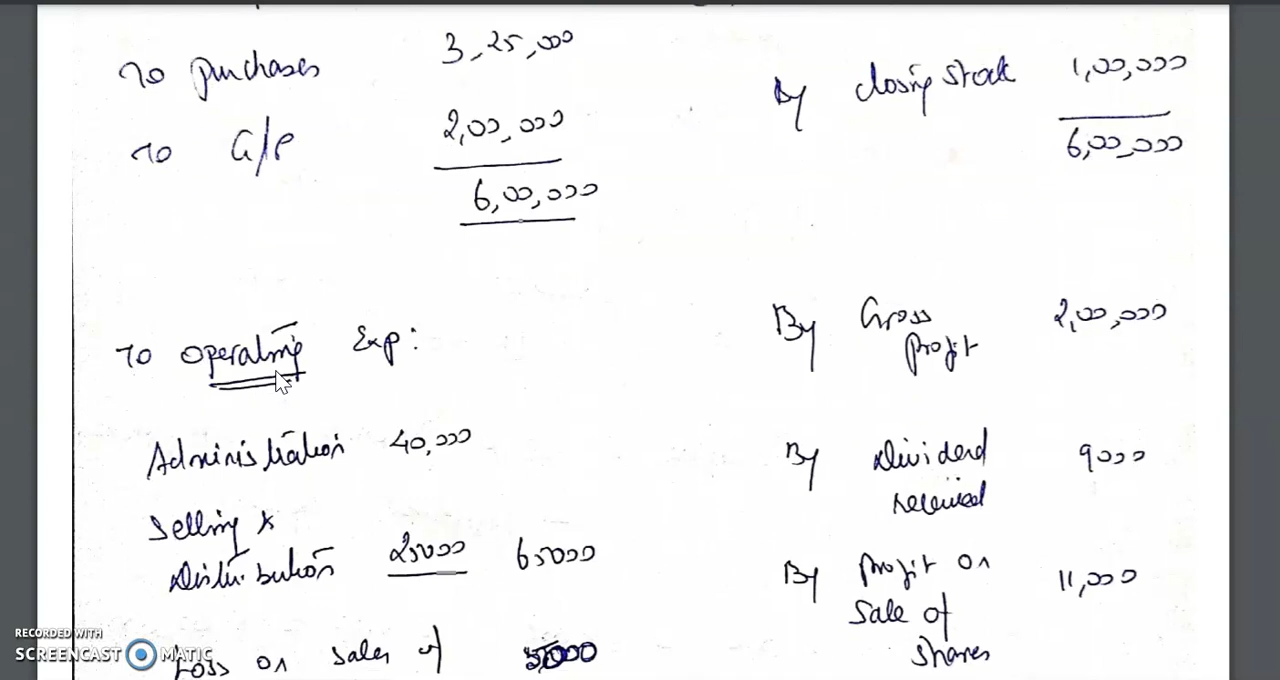 To purchases 3,25,000
By closing stock 1,00,000
To G/P 2,00,000
6,00,000
6,00,000
To operating Exp:
By Gross
profit 2,00,000
Administration 40,000
By Dividend
received 9000
Selling &
Distribution 25000 65000
By profit on
Sale of
shares 11,000
Loss on sales of 5000
RECORDED WITH
SCREENCAST MATIC